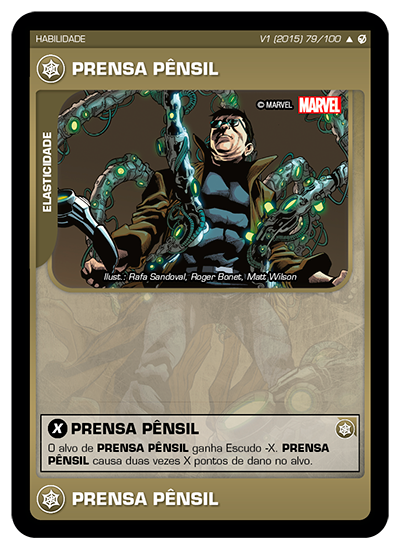 HABILIDADE V1 (2015) 79/100
PRENSA PÊNSIL
© MARVEL MARVEL
ELASTICIDADE
Ilust.: Rafa Sandoval, Roger Bonet, Matt Wilson
X PRENSA PÊNSIL
O alvo de PRENSA PÊNSIL ganha Escudo -X. PRENSA
PÊNSIL causa duas vezes X pontos de dano no alvo.
PRENSA PÊNSIL